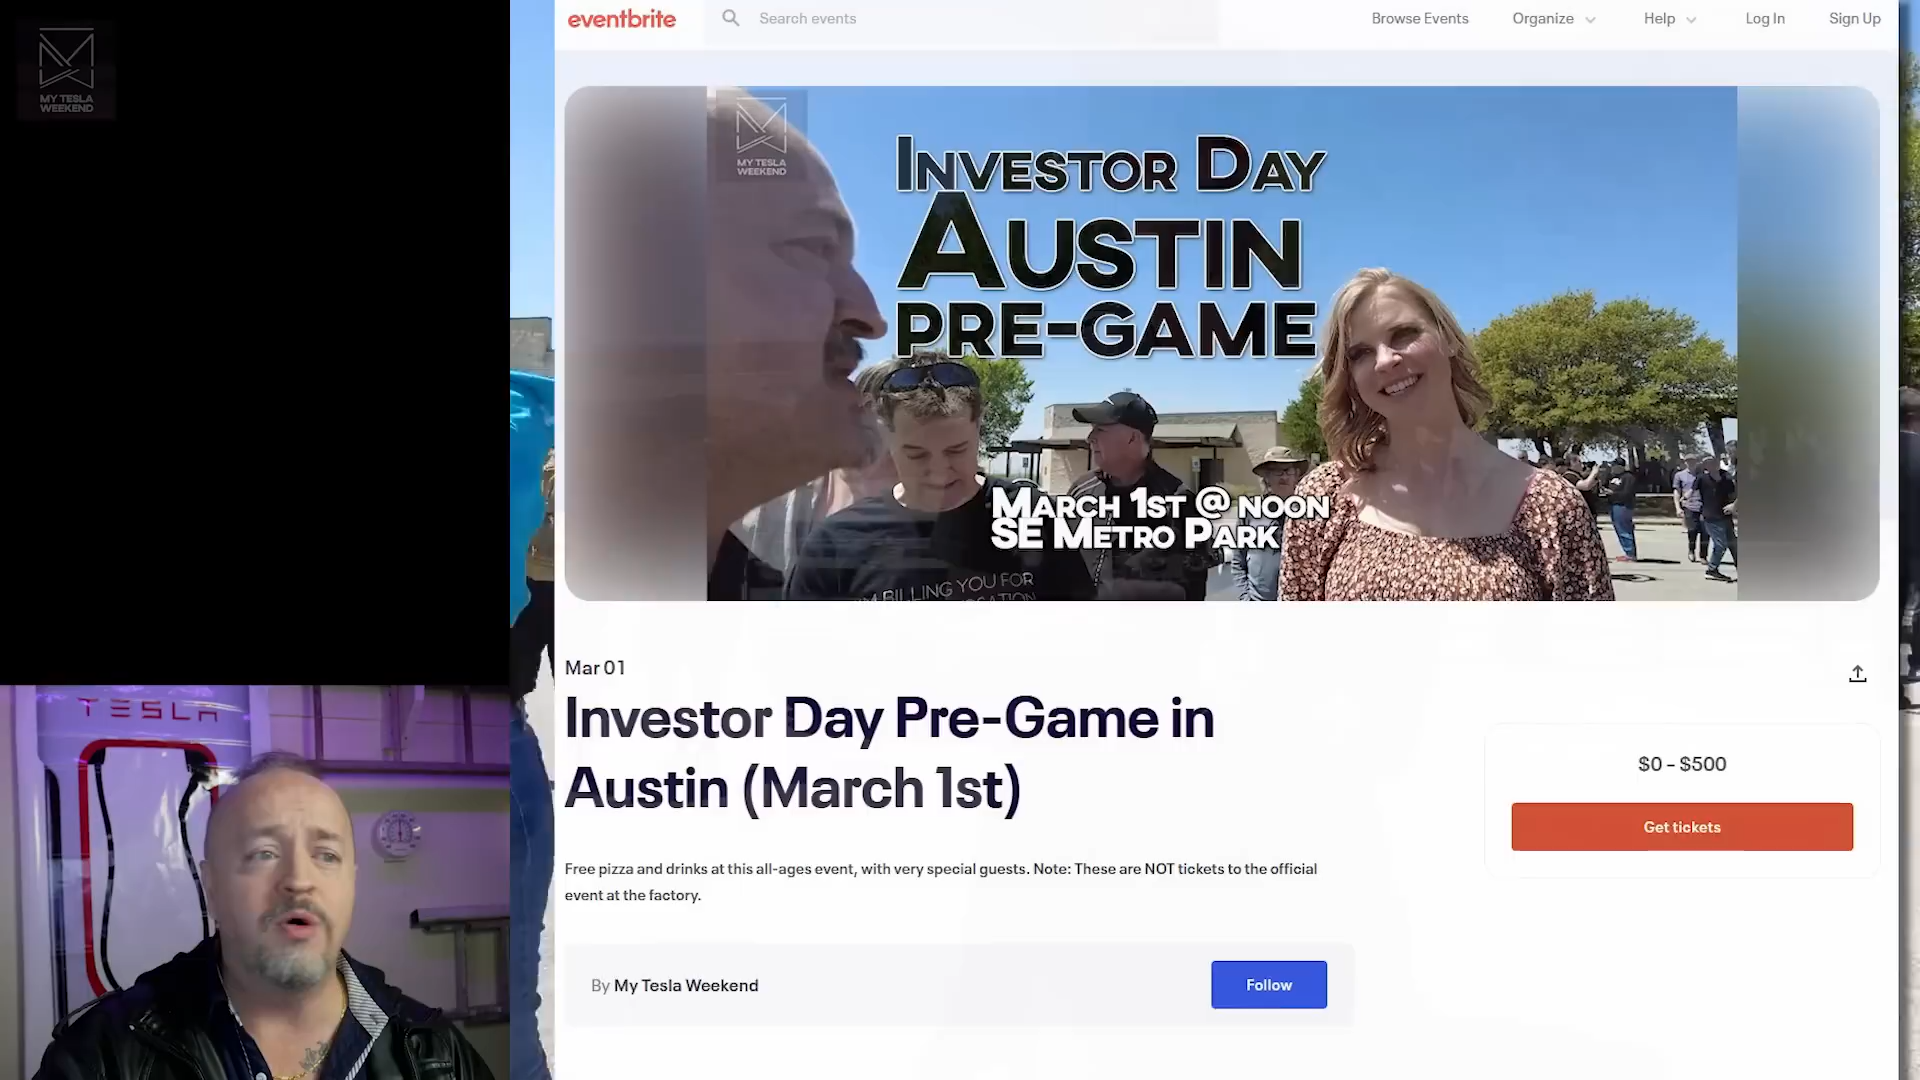 MY TESLA
WEEKEND
eventbrite
Search events
Browse Events
Organize
Help
Log In
Sign Up
MY TESLA
WEEKEND
INVESTOR DAY
AUSTIN
PRE-GAME
MARCH 1ST @ NOON
SE METRO PARK
BILLING YOU FOR
Mar 01
Investor Day Pre-Game in
Austin (March 1st)
$0 - $500
Get tickets
Free pizza and drinks at this all-ages event, with very special guests. Note: These are NOT tickets to the official
event at the factory.
By My Tesla Weekend
Follow
TESLA